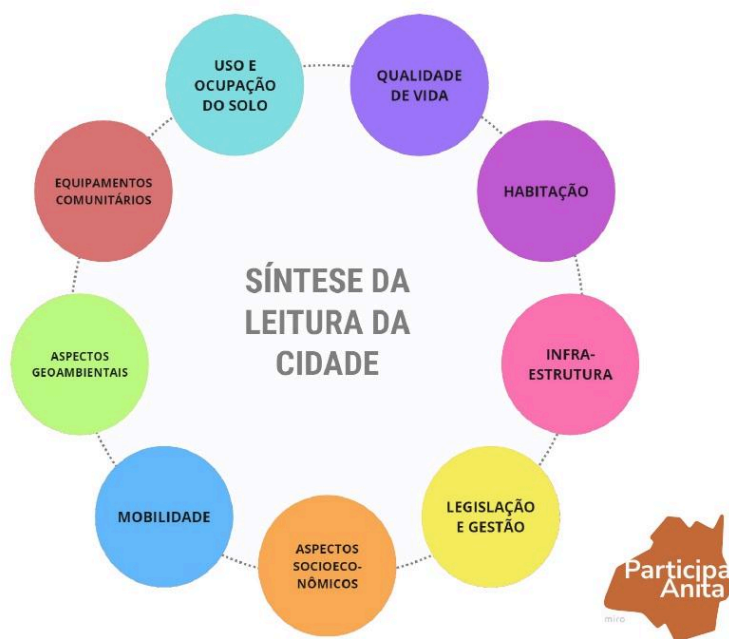 USO E
OCUPAÇÃO
DO SOLO
QUALIDADE
DE VIDA
EQUIPAMENTOS
COMUNITÁRIOS
HABITAÇÃO
SÍNTESE DA
LEITURA DA
CIDADE
ASPECTOS
GEOAMBIENTAIS
INFRA-
ESTRUTURA
MOBILIDADE
LEGISLAÇÃO
E GESTÃO
ASPECTOS
SOCIOECO-
NÔMICOS
Participa
Anita
miro